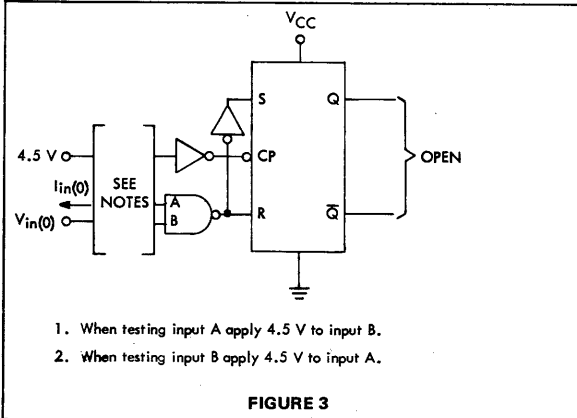 VCC
S Q
4.5 V CP OPEN
Iin(0) SEE
NOTES A
Vin(0) B R Q̅
1. When testing input A apply 4.5 V to input B.
2. When testing input B apply 4.5 V to input A.
FIGURE 3